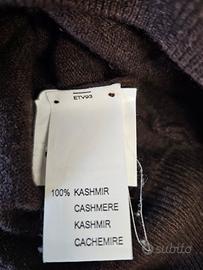 ETV93
100% KASHMIR
CASHMERE
KASHMIR
CACHEMIRE
subito